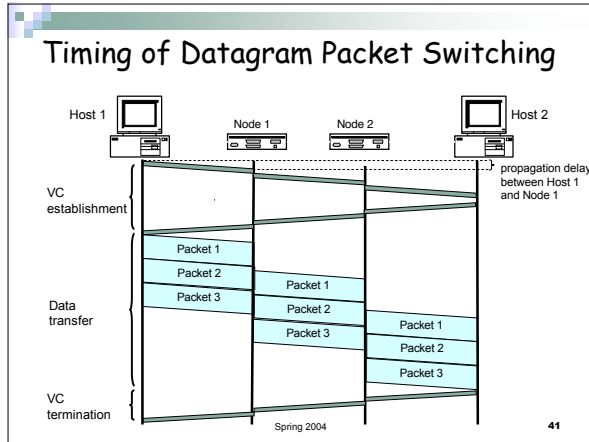 Timing of Datagram Packet Switching
Host 1
Node 1
Node 2
Host 2
propagation delay
between Host 1
and Node 1
VC
establishment
Packet 1
Packet 2
Packet 3
Packet 1
Packet 2
Packet 3
Packet 1
Packet 2
Packet 3
Data
transfer
VC
termination
Spring 2004
41